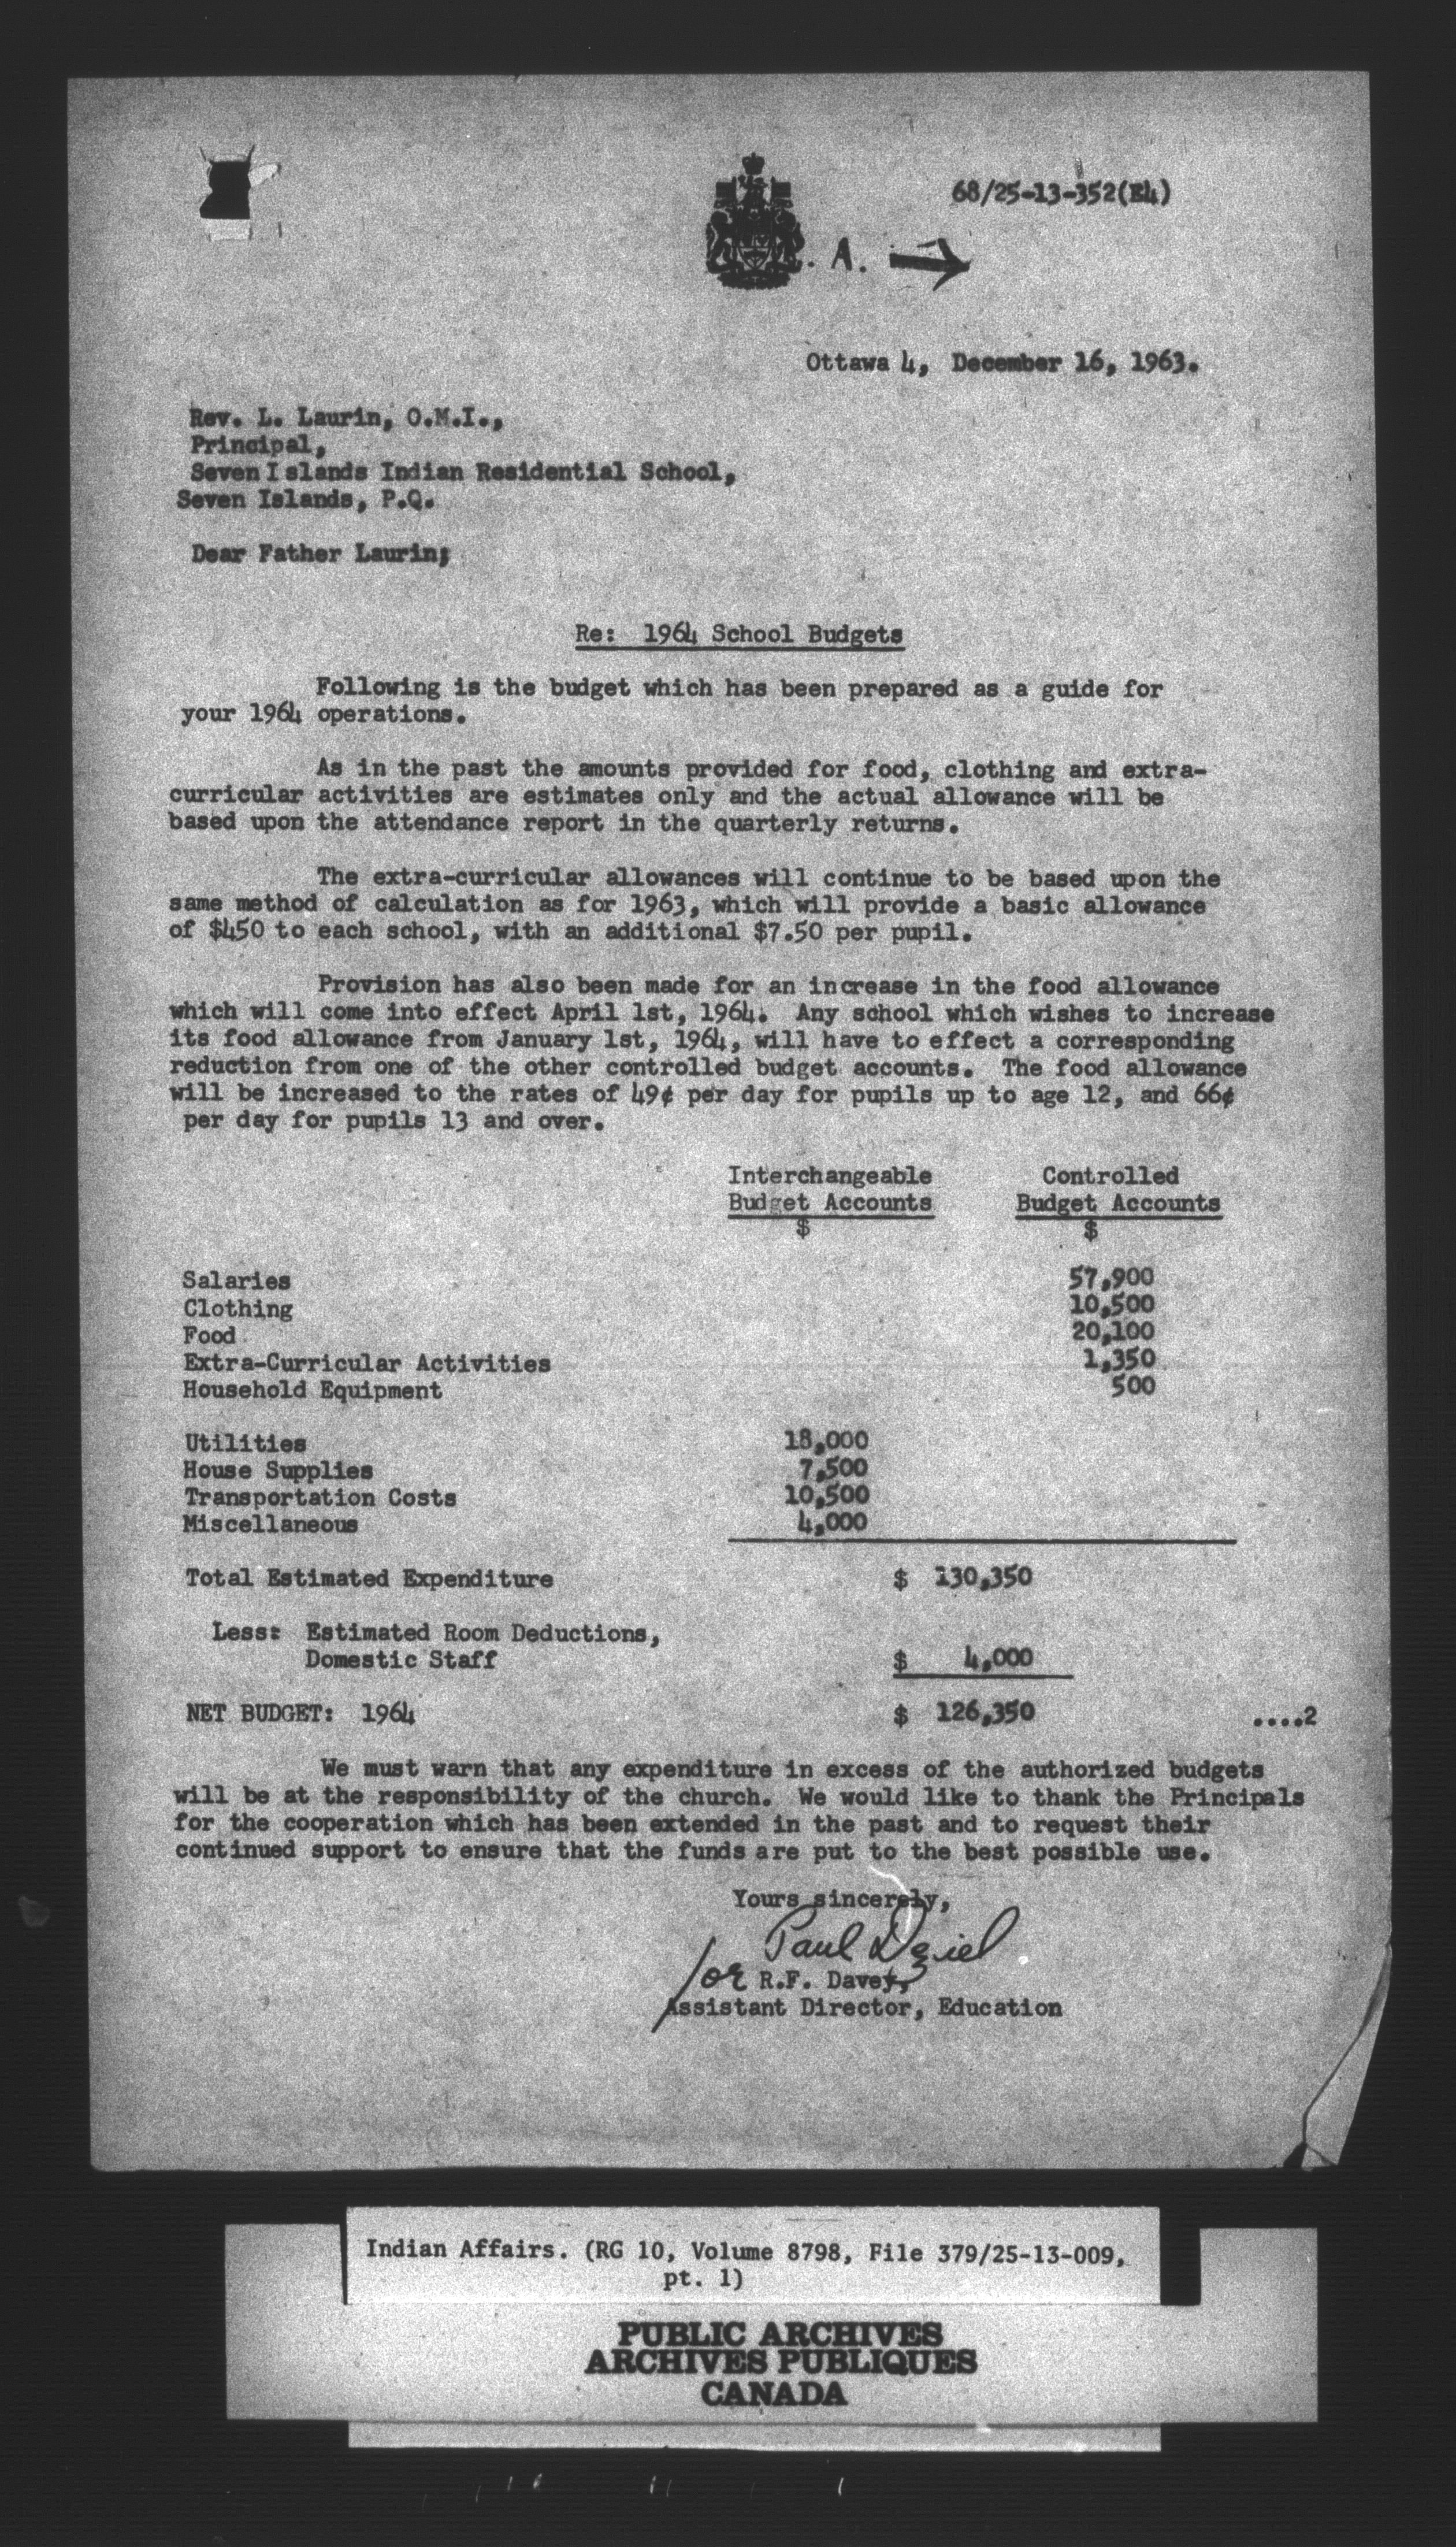 68/25-13-352(E4)
. A.
Ottawa 4, December 16, 1963.
Rev. L. Laurin, O.M.I.,
Principal,
Seven Islands Indian Residential School,
Seven Islands, P.Q.
Dear Father Laurin;
Re: 1964 School Budgets
Following is the budget which has been prepared as a guide for
your 1964 operations.
As in the past the amounts provided for food, clothing and extra-
curricular activities are estimates only and the actual allowance will be
based upon the attendance report in the quarterly returns.
The extra-curricular allowances will continue to be based upon the
same method of calculation as for 1963, which will provide a basic allowance
of $450 to each school, with an additional $7.50 per pupil.
Provision has also been made for an increase in the food allowance
which will come into effect April 1st, 1964. Any school which wishes to increase
its food allowance from January 1st, 1964, will have to effect a corresponding
reduction from one of the other controlled budget accounts. The food allowance
will be increased to the rates of 49¢ per day for pupils up to age 12, and 66¢
per day for pupils 13 and over.
Interchangeable Controlled
Budget Accounts Budget Accounts
$ $
Salaries 57,900
Clothing 10,500
Food 20,100
Extra-Curricular Activities 1,350
Household Equipment 500
Utilities 18,000
House Supplies 7,500
Transportation Costs 10,500
Miscellaneous 4,000
Total Estimated Expenditure $ 130,350
Less: Estimated Room Deductions,
Domestic Staff $ 4,000
NET BUDGET: 1964 $ 126,350 ....2
We must warn that any expenditure in excess of the authorized budgets
will be at the responsibility of the church. We would like to thank the Principals
for the cooperation which has been extended in the past and to request their
continued support to ensure that the funds are put to the best possible use.
Yours sincerely,
Paul Deziel
for R.F. Davey,
Assistant Director, Education
Indian Affairs. (RG 10, Volume 8798, File 379/25-13-009,
pt. 1)
PUBLIC ARCHIVES
ARCHIVES PUBLIQUES
CANADA